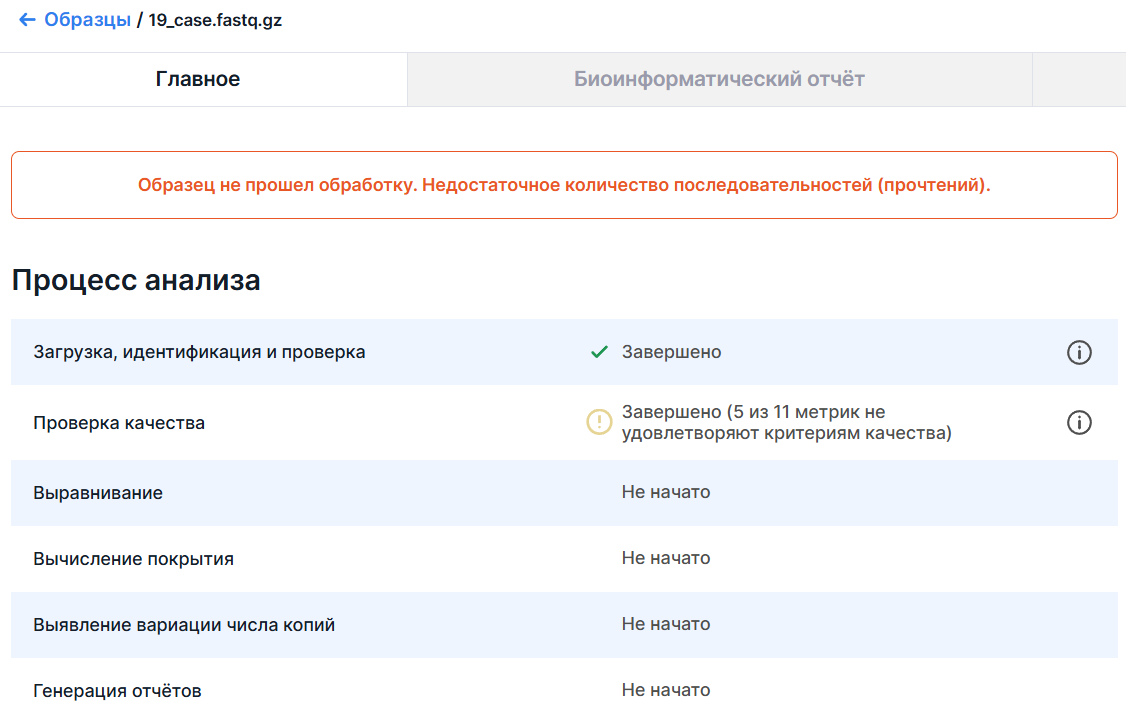 ← Образцы / 19_case.fastq.gz
Главное
Биоинформатический отчёт
Образец не прошел обработку. Недостаточное количество последовательностей (прочтений).
Процесс анализа
Загрузка, идентификация и проверка
Завершено
Проверка качества
Завершено (5 из 11 метрик не
удовлетворяют критериям качества)
Выравнивание
Не начато
Вычисление покрытия
Не начато
Выявление вариации числа копий
Не начато
Генерация отчётов
Не начато